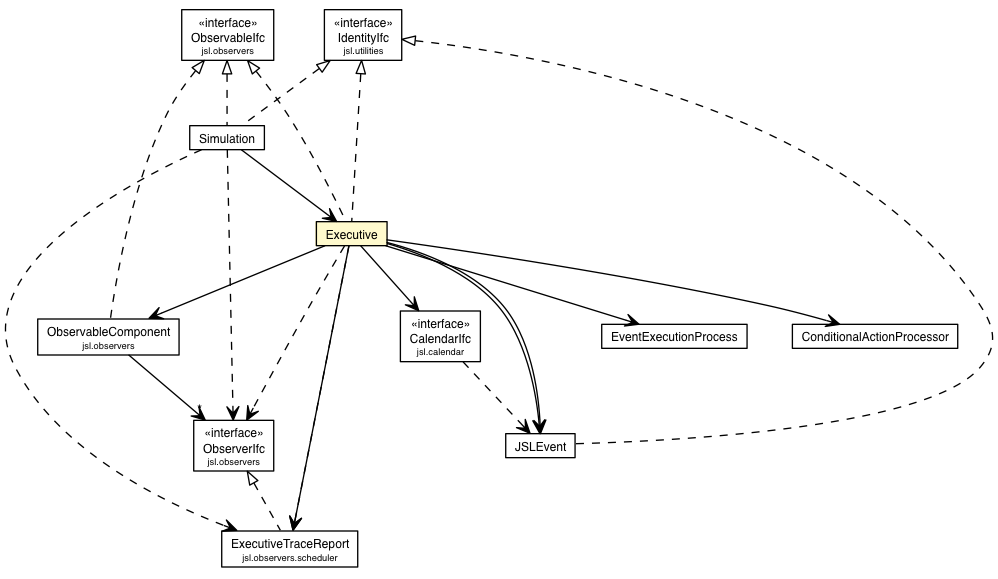 «interface»
ObservableIfc
jsl.observers
«interface»
IdentityIfc
jsl.utilities
Simulation
Executive
ObservableComponent
jsl.observers
«interface»
CalendarIfc
jsl.calendar
EventExecutionProcess
ConditionalActionProcessor
*
«interface»
ObserverIfc
jsl.observers
JSLEvent
ExecutiveTraceReport
jsl.observers.scheduler